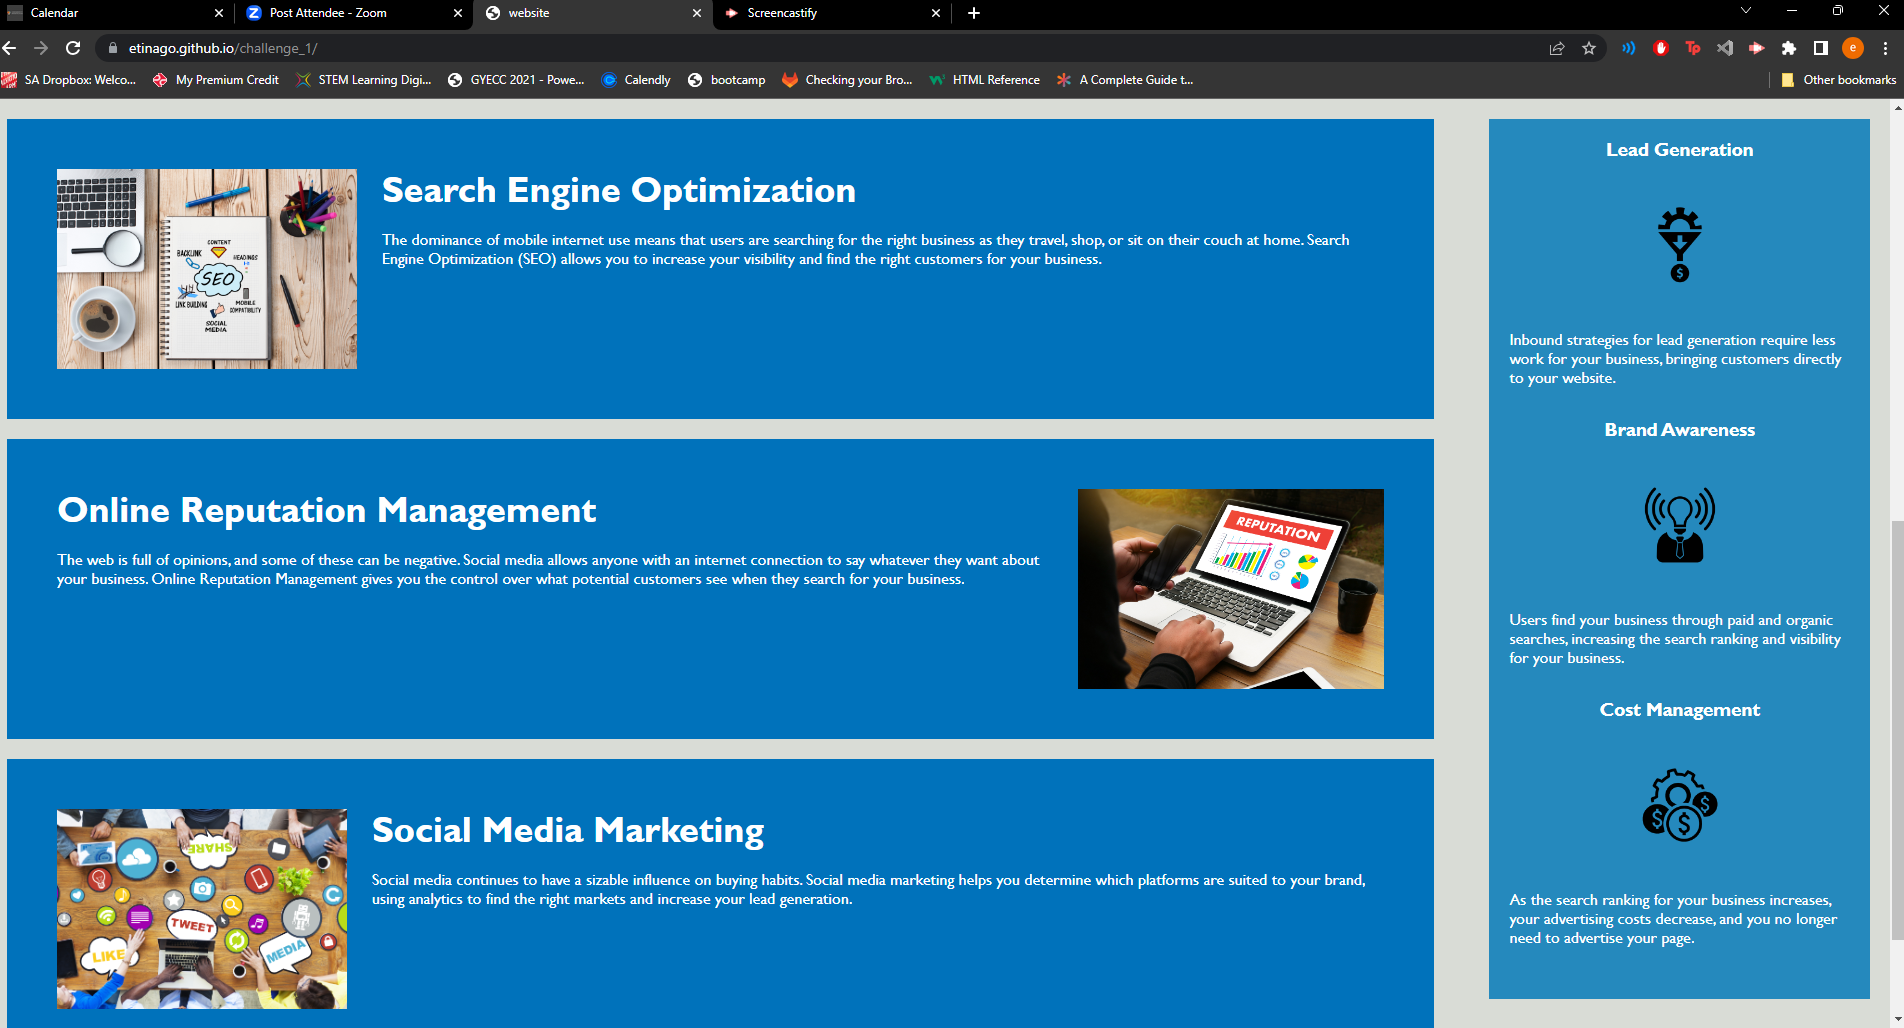 Calendar
Post Attendee - Zoom
website
Screencastify
etinago.github.io/challenge_1/
SA Dropbox: Welco...
My Premium Credit
STEM Learning Digi...
GYECC 2021 - Powe...
Calendly
bootcamp
Checking your Bro...
HTML Reference
A Complete Guide t...
Other bookmarks
CONTENT
BACKLINK
HEADINGS
SEO
LINK BUILDING
MOBILE
COMPATIBILITY
SOCIAL
MEDIA
Search Engine Optimization
The dominance of mobile internet use means that users are searching for the right business as they travel, shop, or sit on their couch at home. Search
Engine Optimization (SEO) allows you to increase your visibility and find the right customers for your business.
Online Reputation Management
The web is full of opinions, and some of these can be negative. Social media allows anyone with an internet connection to say whatever they want about
your business. Online Reputation Management gives you the control over what potential customers see when they search for your business.
REPUTATION
SHARE
TWEET
LIKE
MEDIA
Social Media Marketing
Social media continues to have a sizable influence on buying habits. Social media marketing helps you determine which platforms are suited to your brand,
using analytics to find the right markets and increase your lead generation.
Lead Generation
Inbound strategies for lead generation require less
work for your business, bringing customers directly
to your website.
Brand Awareness
Users find your business through paid and organic
searches, increasing the search ranking and visibility
for your business.
Cost Management
As the search ranking for your business increases,
your advertising costs decrease, and you no longer
need to advertise your page.